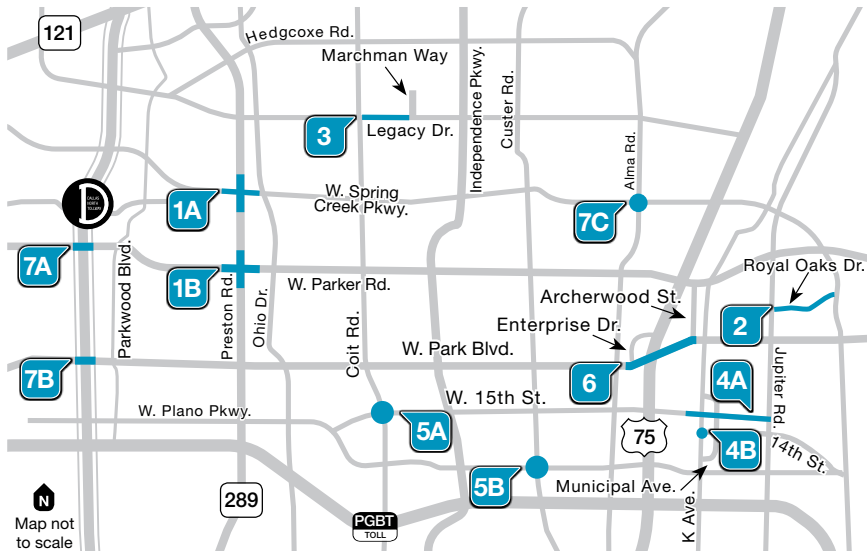 121
Hedgcoxe Rd.
Marchman Way
Independence Pkwy.
Custer Rd.
3
Legacy Dr.
Alma Rd.
1A
W. Spring
Creek Pkwy.
7C
DALLAS
NORTH
TOLLWAY
7A
Parkwood Blvd.
1B
Preston Rd.
Ohio Dr.
W. Parker Rd.
Royal Oaks Dr.
Archerwood St.
2
Enterprise Dr.
Coit Rd.
W. Park Blvd.
7B
6
4A
Jupiter Rd.
W. 15th St.
W. Plano Pkwy.
5A
75
4B
14th St.
5B
Municipal Ave.
289
K Ave.
N
Map not
to scale
PGBT
TOLL